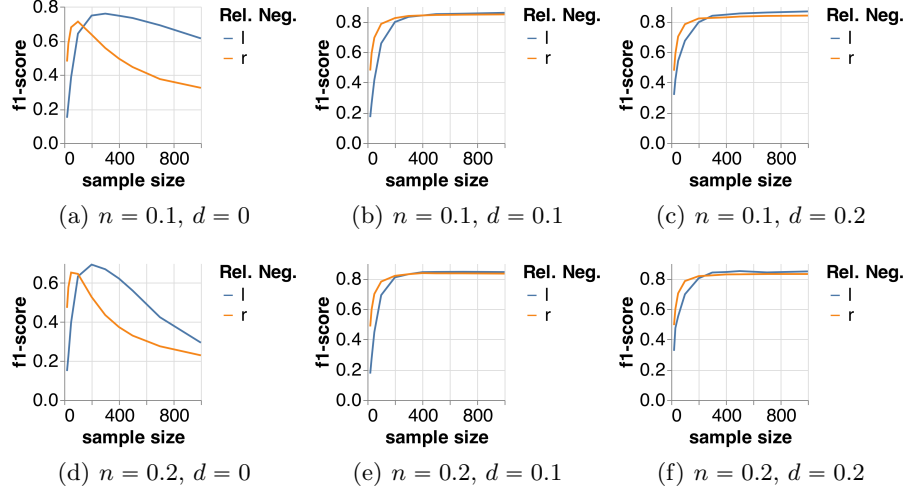 0.8
0.6
0.4
0.2
0.0
f1-score
0 400 800
sample size
Rel. Neg.
l
r
(a) n = 0.1, d = 0
0.8
0.6
0.4
0.2
0.0
f1-score
0 400 800
sample size
Rel. Neg.
l
r
(b) n = 0.1, d = 0.1
0.8
0.6
0.4
0.2
0.0
f1-score
0 400 800
sample size
Rel. Neg.
l
r
(c) n = 0.1, d = 0.2
0.6
0.4
0.2
0.0
f1-score
0 400 800
sample size
Rel. Neg.
l
r
(d) n = 0.2, d = 0
0.8
0.6
0.4
0.2
0.0
f1-score
0 400 800
sample size
Rel. Neg.
l
r
(e) n = 0.2, d = 0.1
0.8
0.6
0.4
0.2
0.0
f1-score
0 400 800
sample size
Rel. Neg.
l
r
(f) n = 0.2, d = 0.2